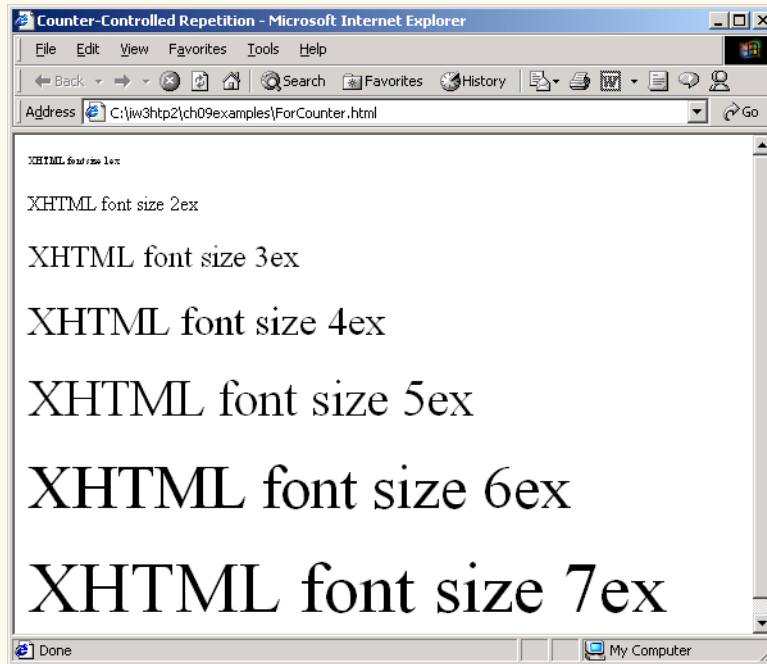 Counter-Controlled Repetition - Microsoft Internet Explorer
File Edit View Favorites Tools Help
Back Search Favorites History
Address C:\iw3htp2\ch09examples\ForCounter.html Go
XHTML font size 1ex
XHTML font size 2ex
XHTML font size 3ex
XHTML font size 4ex
XHTML font size 5ex
XHTML font size 6ex
XHTML font size 7ex
Done My Computer